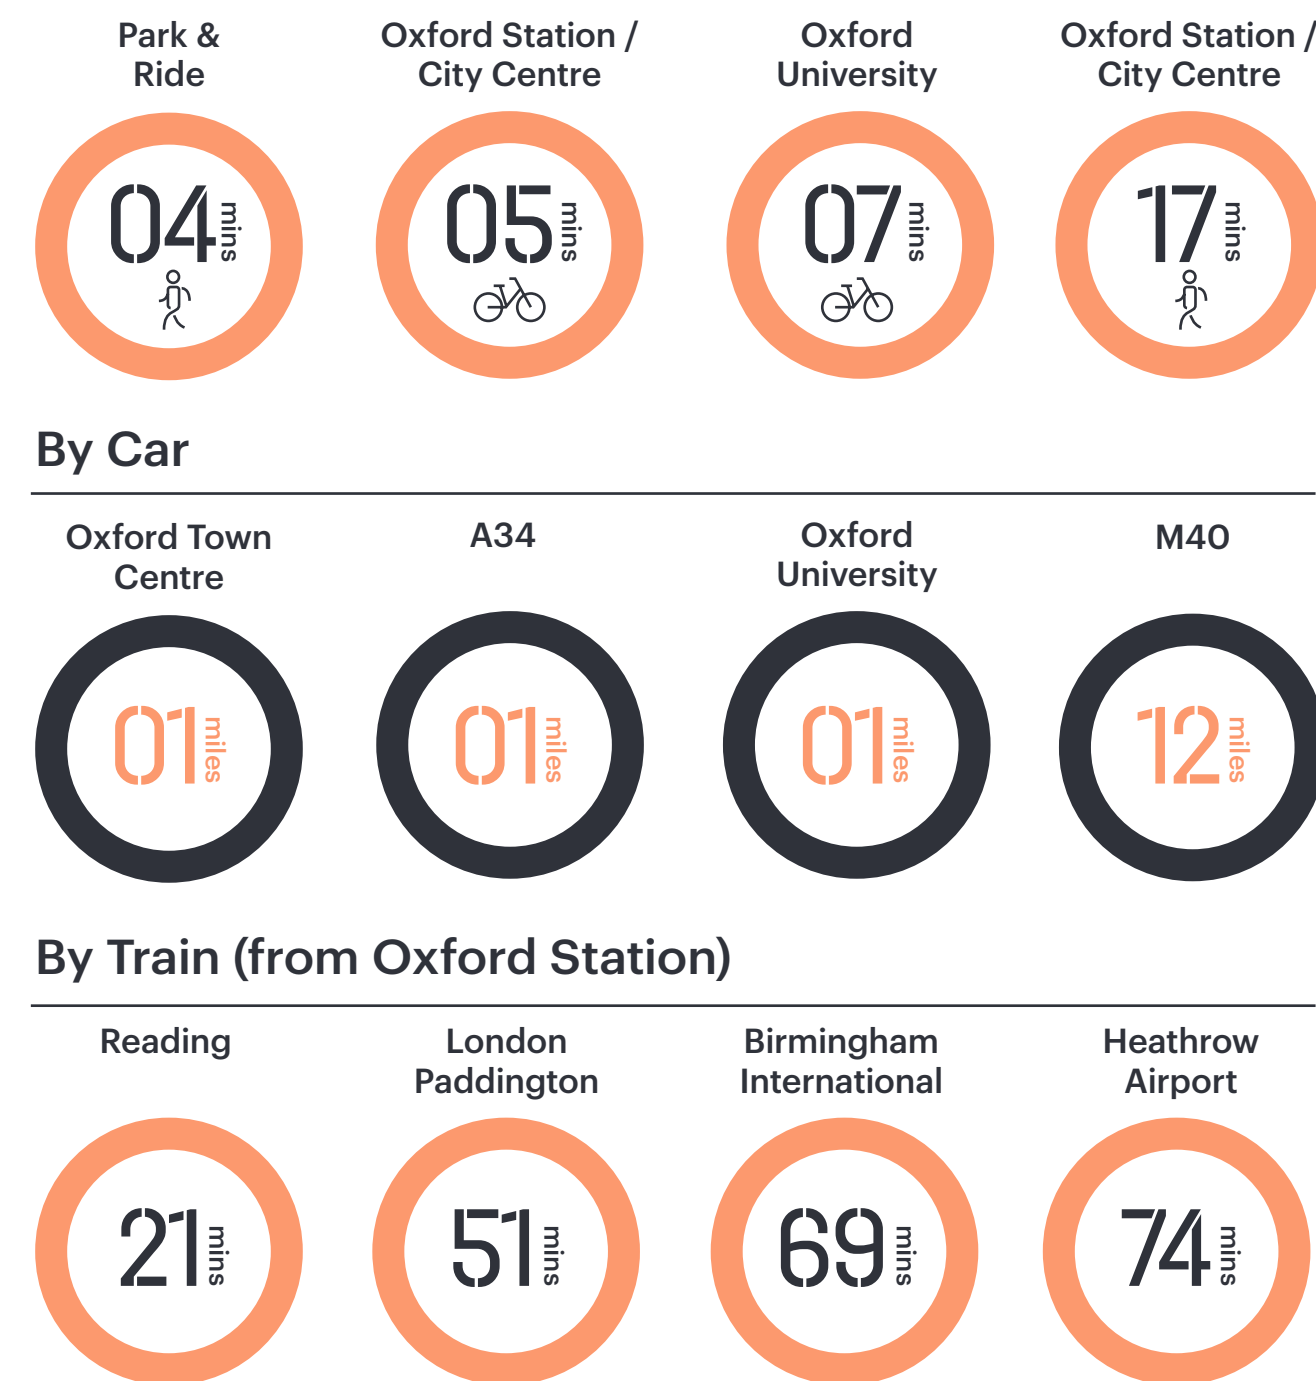 Park &
Ride
Oxford Station /
City Centre
Oxford
University
Oxford Station /
City Centre
04 mins
05 mins
07 mins
17 mins
By Car
Oxford Town
Centre
A34
Oxford
University
M40
01 miles
01 miles
01 miles
12 miles
By Train (from Oxford Station)
Reading
London
Paddington
Birmingham
International
Heathrow
Airport
21 mins
51 mins
69 mins
74 mins